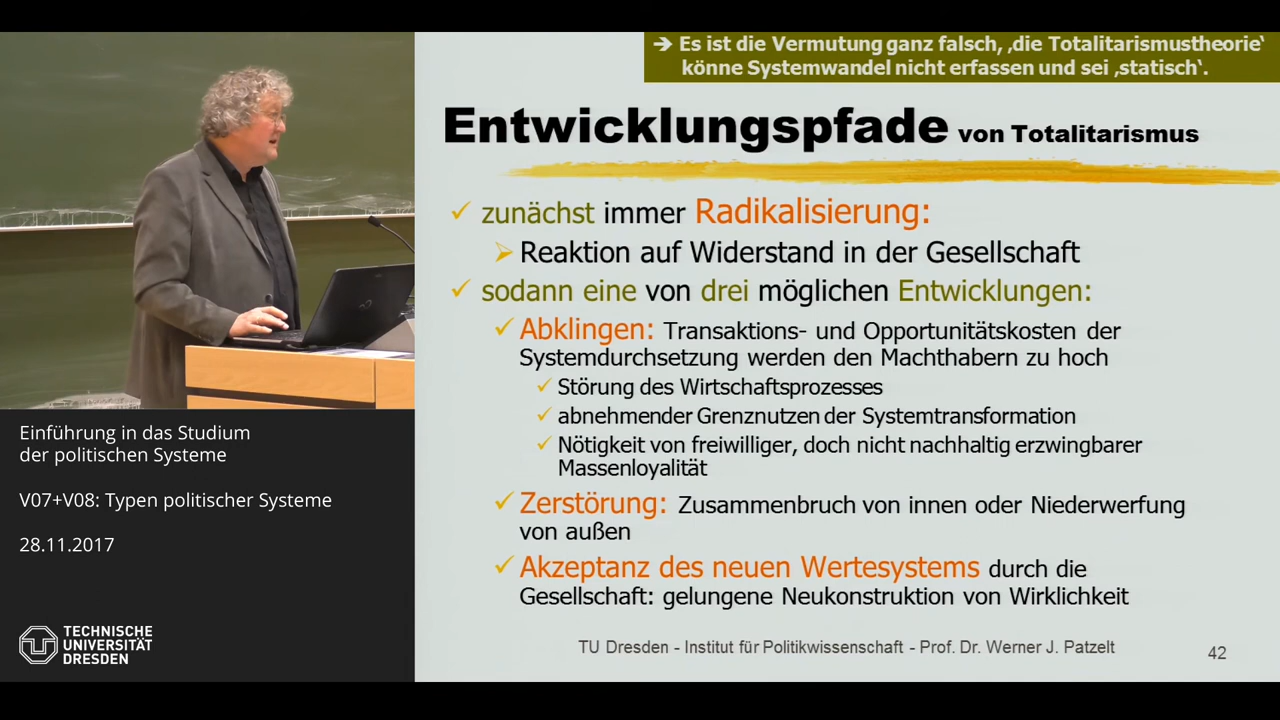 ➔ Es ist die Vermutung ganz falsch, ‚die Totalitarismustheorie‘
könne Systemwandel nicht erfassen und sei ‚statisch‘.
Entwicklungspfade von Totalitarismus
zunächst immer Radikalisierung:
Reaktion auf Widerstand in der Gesellschaft
sodann eine von drei möglichen Entwicklungen:
Abklingen: Transaktions- und Opportunitätskosten der
Systemdurchsetzung werden den Machthabern zu hoch
Störung des Wirtschaftsprozesses
abnehmender Grenznutzen der Systemtransformation
Nötigkeit von freiwilliger, doch nicht nachhaltig erzwingbarer
Massenloyalität
Zerstörung: Zusammenbruch von innen oder Niederwerfung
von außen
Akzeptanz des neuen Wertesystems durch die
Gesellschaft: gelungene Neukonstruktion von Wirklichkeit
TU Dresden - Institut für Politikwissenschaft - Prof. Dr. Werner J. Patzelt
42
Einführung in das Studium
der politischen Systeme
V07+V08: Typen politischer Systeme
28.11.2017
TECHNISCHE
UNIVERSITÄT
DRESDEN